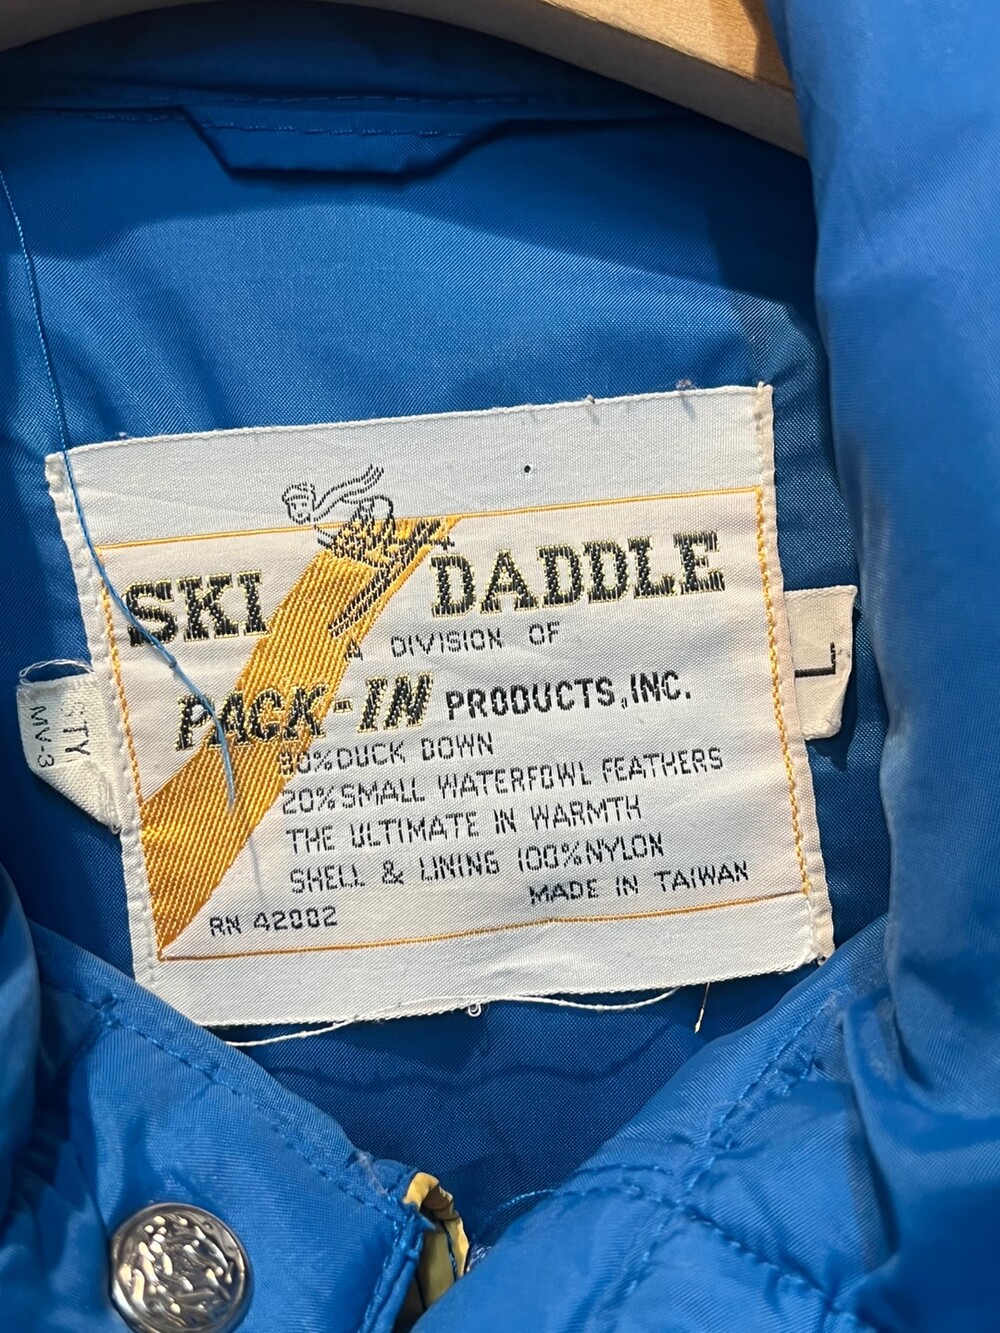 SKI DADDLE
A DIVISION OF
PACK-IN PRODUCTS, INC.
80% DUCK DOWN
20% SMALL WATERFOWL FEATHERS
THE ULTIMATE IN WARMTH
SHELL & LINING 100% NYLON
MADE IN TAIWAN
RN 42002
L
STY
MV-3